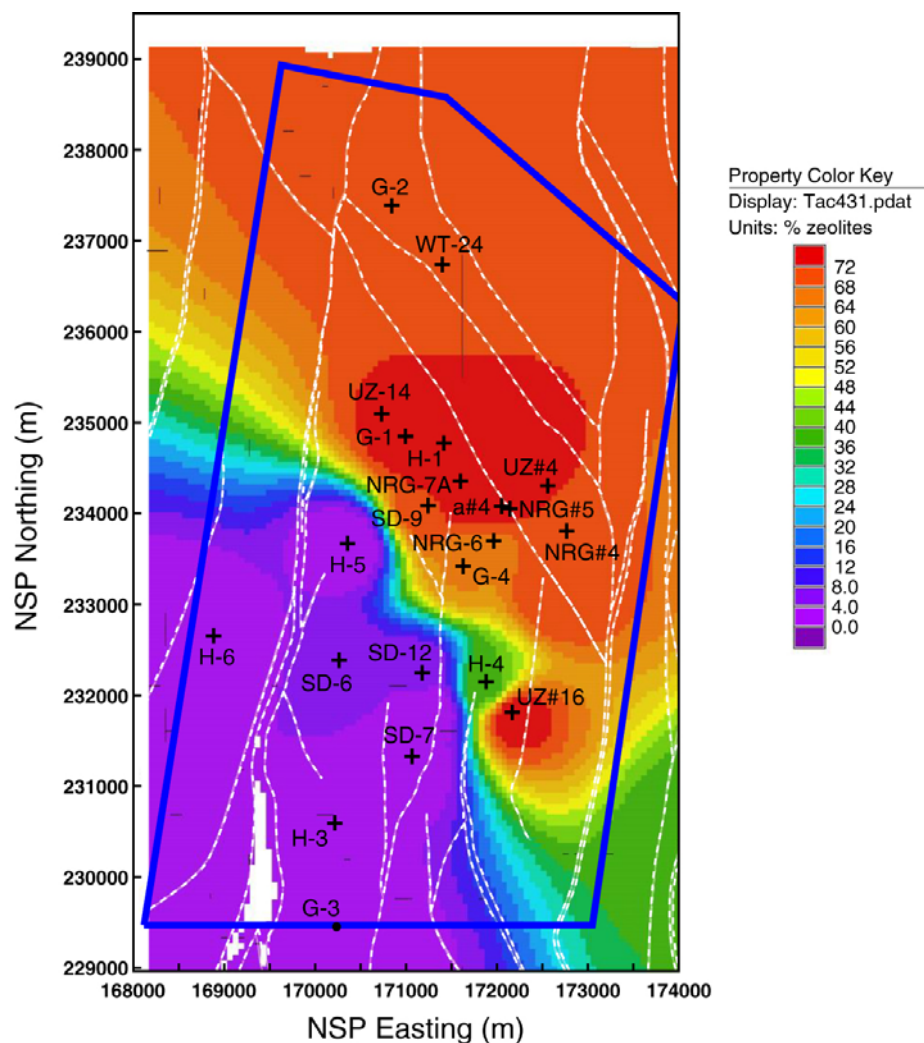 239000
238000
237000
236000
235000
234000
233000
232000
231000
230000
229000
NSP Northing (m)
168000 169000 170000 171000 172000 173000 174000
NSP Easting (m)
G-2
WT-24
UZ-14
G-1
H-1
UZ#4
NRG-7A
a#4
NRG#5
SD-9
NRG-6
NRG#4
H-5
G-4
H-6
SD-12
H-4
SD-6
UZ#16
SD-7
H-3
G-3
Property Color Key
Display: Tac431.pdat
Units: % zeolites
72
68
64
60
56
52
48
44
40
36
32
28
24
20
16
12
8.0
4.0
0.0